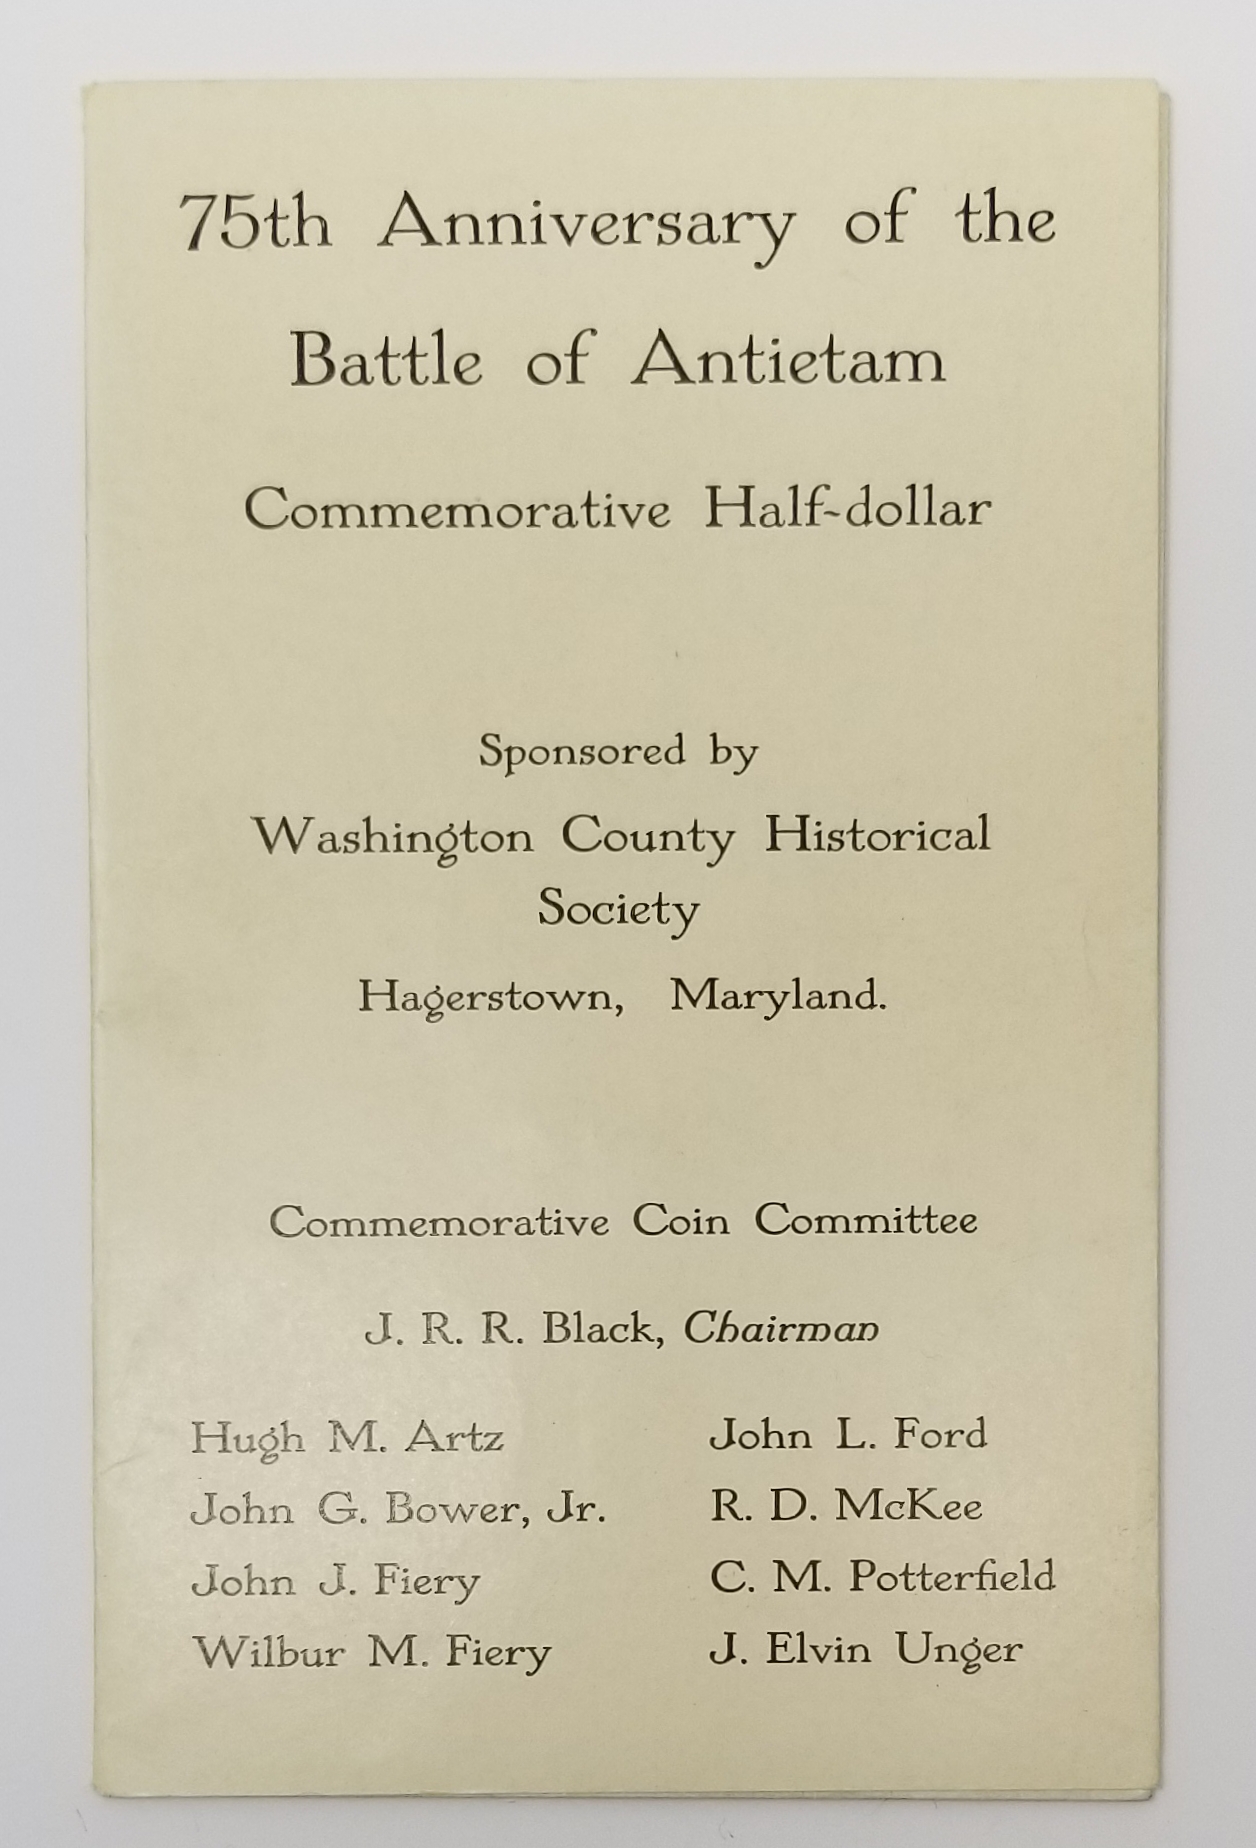 75th Anniversary of the
Battle of Antietam
Commemorative Half-dollar
Sponsored by
Washington County Historical
Society
Hagerstown, Maryland.
Commemorative Coin Committee
J. R. R. Black, Chairman
Hugh M. Artz
John G. Bower, Jr.
John J. Fiery
Wilbur M. Fiery
John L. Ford
R. D. McKee
C. M. Potterfield
J. Elvin Unger